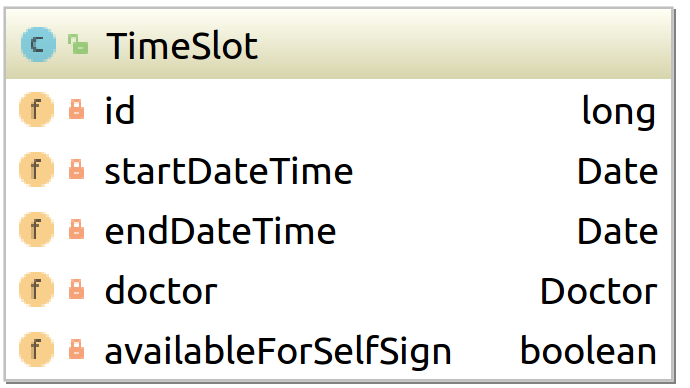 C TimeSlot
f id long
f startDateTime Date
f endDateTime Date
f doctor Doctor
f availableForSelfSign boolean